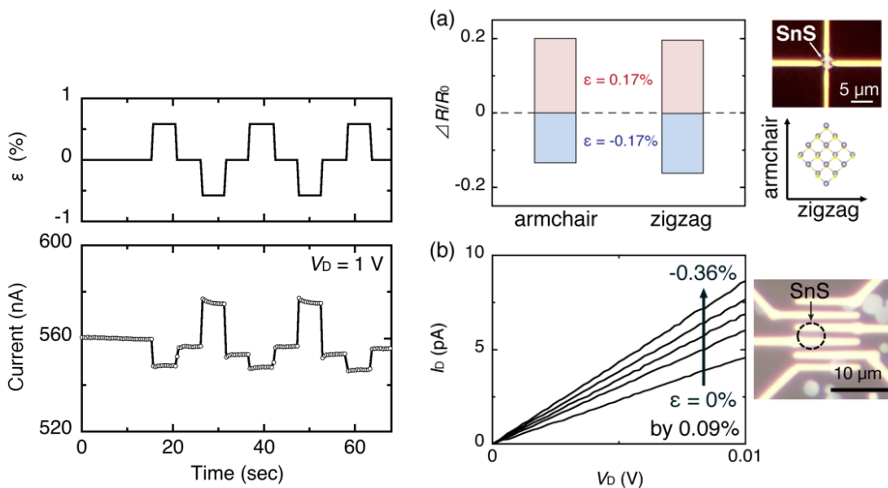 1
ε (%)
0
-1
600
VD = 1 V
Current (nA)
560
520
0
20
40
60
Time (sec)
(a)
0.2
ΔR/R0
0
-0.2
ε = 0.17%
ε = -0.17%
armchair
zigzag
SnS
5 μm
armchair
zigzag
(b)
10
ID (pA)
5
0
-0.36%
ε = 0%
by 0.09%
0
0.01
VD (V)
SnS
10 μm